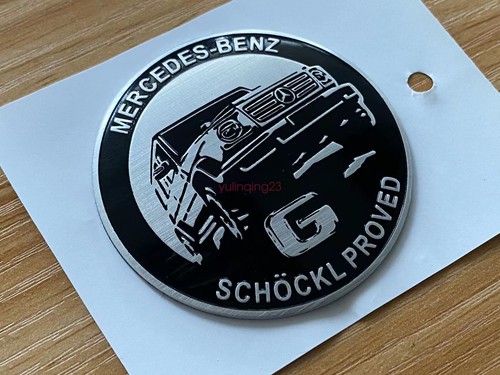 MERCEDES-BENZ
yulinqing23
G
SCHÖCKL PROVED